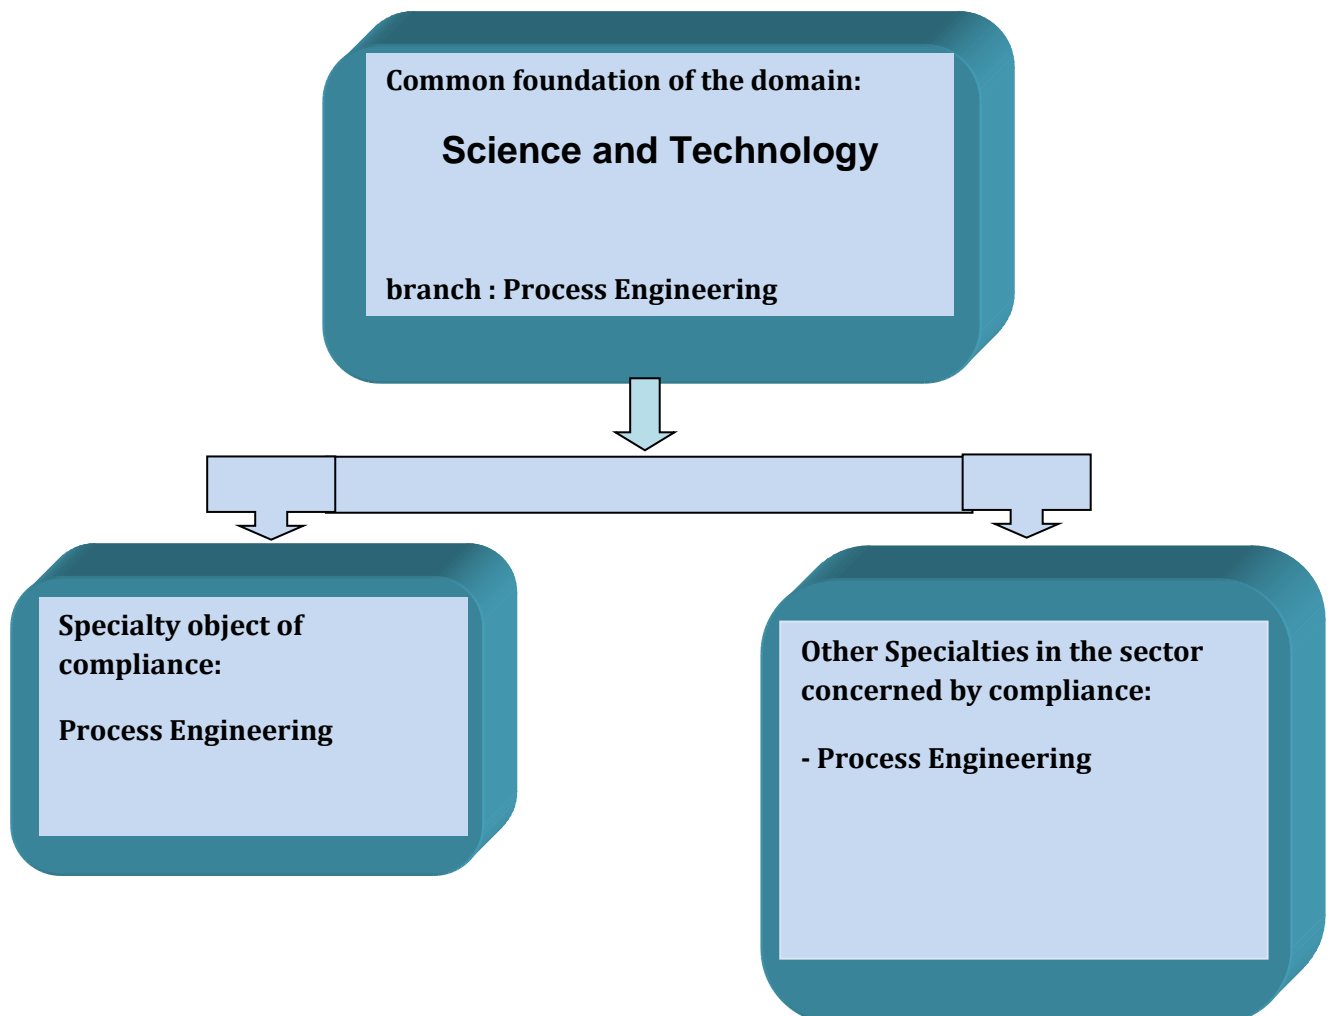 Common foundation of the domain:
Science and Technology
branch : Process Engineering
Specialty object of
compliance:
Process Engineering
Other Specialties in the sector
concerned by compliance:
- Process Engineering